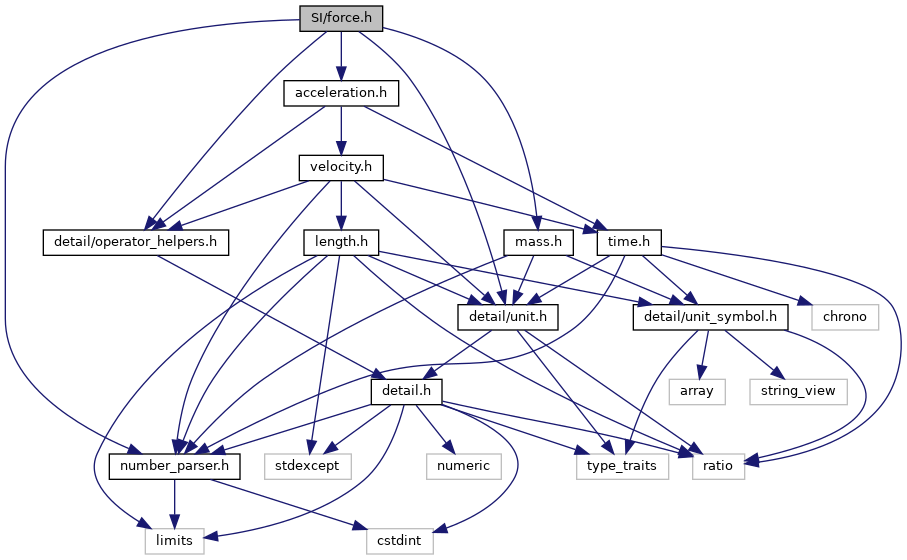 SI/force.h
acceleration.h
velocity.h
detail/operator_helpers.h
length.h
mass.h
time.h
detail/unit.h
detail/unit_symbol.h
chrono
detail.h
array
string_view
number_parser.h
stdexcept
numeric
type_traits
ratio
limits
cstdint